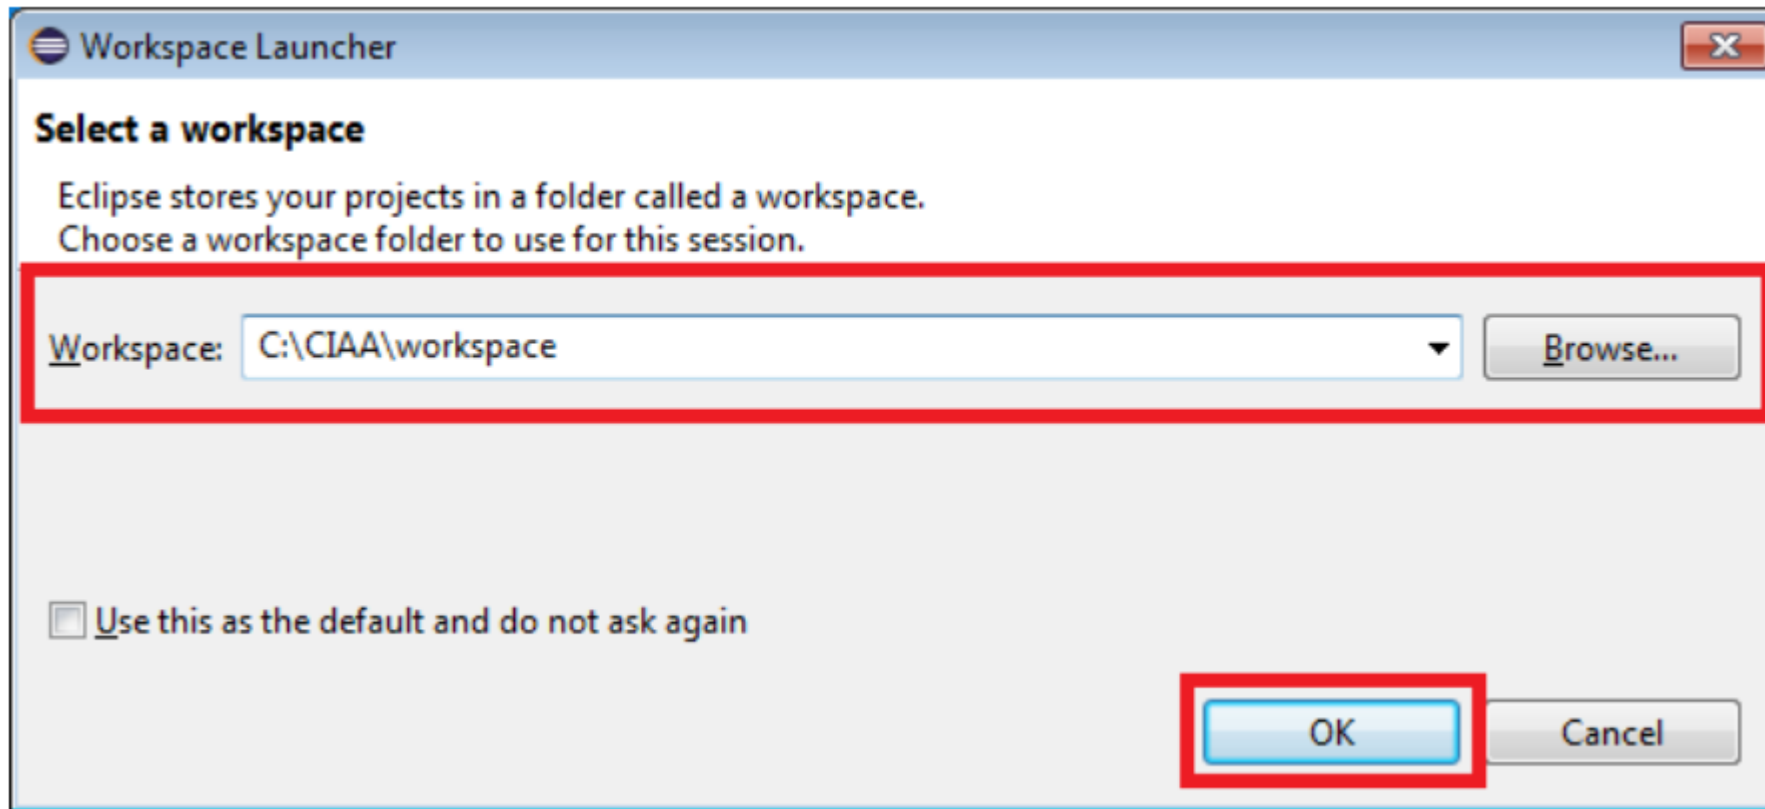 Workspace Launcher
Select a workspace
Eclipse stores your projects in a folder called a workspace.
Choose a workspace folder to use for this session.
Workspace: C:\CIAA\workspace Browse...
Use this as the default and do not ask again
OK Cancel